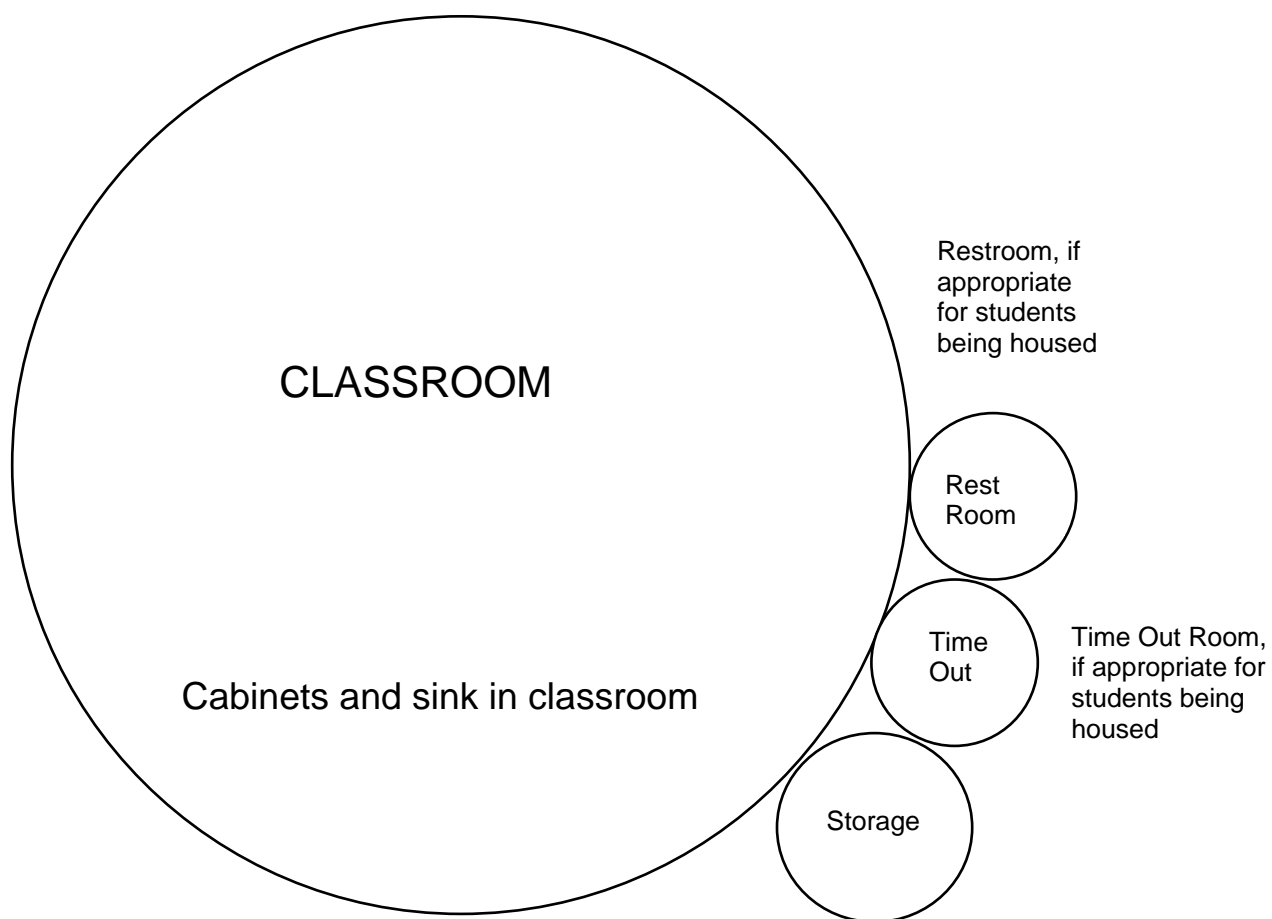 Restroom, if
appropriate
for students
being housed
CLASSROOM
Rest
Room
Time
Out
Time Out Room,
if appropriate for
students being
housed
Cabinets and sink in classroom
Storage